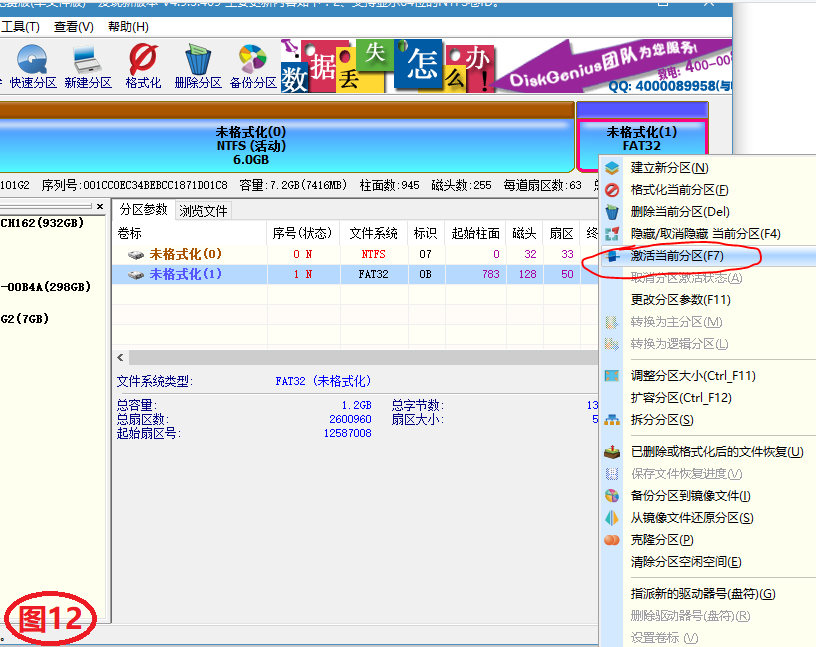 工具(T) 查看(V) 帮助(H)
快速分区 新建分区 格式化 删除分区 备份分区
数据丢失怎么办!
DiskGenius团队为您服务!
致电: 400-00
QQ: 4000089958(与
未格式化(0)
NTFS (活动)
6.0GB
未格式化(1)
FAT32
101G2 序列号:001CC0EC34BEBCC1871D01C8 容量:7.2GB(7416MB) 柱面数:945 磁头数:255 每道扇区数:63
CH162(932GB)
-00B4A(298GB)
G2(7GB)
分区参数 浏览文件
卷标 序号(状态) 文件系统 标识 起始柱面 磁头 扇区 终
未格式化(0) 0 N NTFS 07 0 32 33
未格式化(1) 1 N FAT32 0B 783 128 50
文件系统类型: FAT32 (未格式化)
总容量: 1.2GB 总字节数: 13
总扇区数: 2600960 扇区大小: 5
起始扇区号: 12587008
建立新分区(N)
格式化当前分区(F)
删除当前分区(Del)
隐藏/取消隐藏 当前分区(F4)
激活当前分区(F7)
取消分区激活状态(A)
更改分区参数(F11)
转换为主分区(M)
转换为逻辑分区(L)
调整分区大小(Ctrl_F11)
扩容分区(Ctrl_F12)
拆分分区(S)
已删除或格式化后的文件恢复(U)
保存文件恢复进度(V)
备份分区到镜像文件(I)
从镜像文件还原分区(S)
克隆分区(P)
清除分区空闲空间(E)
指派新的驱动器号(盘符)(G)
删除驱动器号(盘符)(R)
设置卷标 (V)
图12